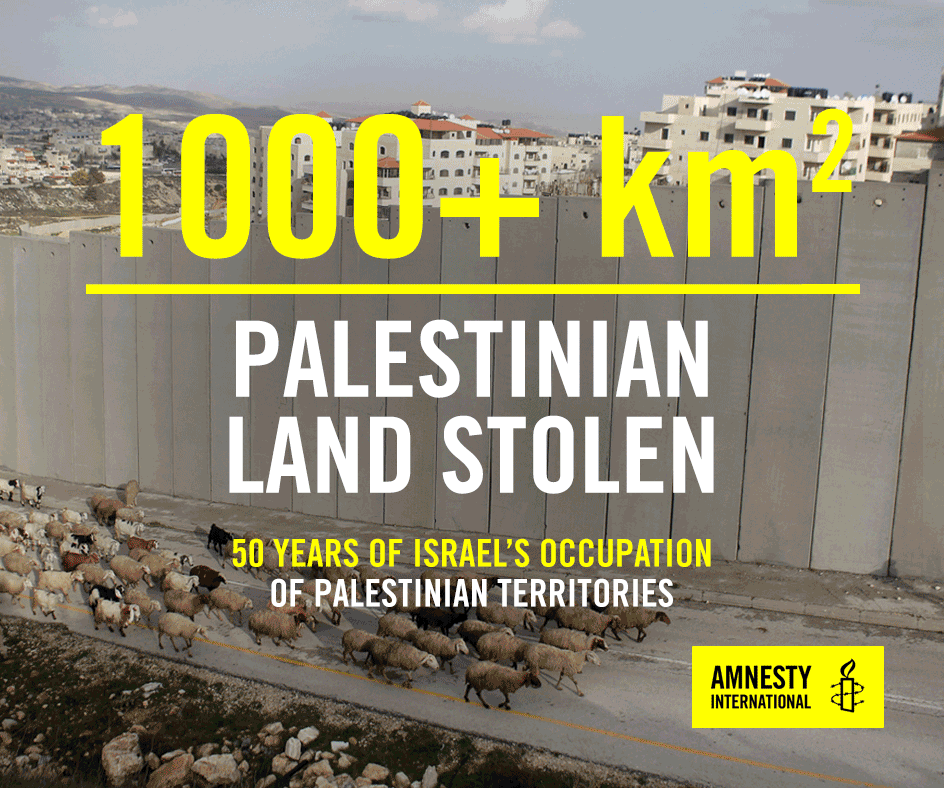 1000+ km²
PALESTINIAN
LAND STOLEN
50 YEARS OF ISRAEL'S OCCUPATION
OF PALESTINIAN TERRITORIES
AMNESTY
INTERNATIONAL